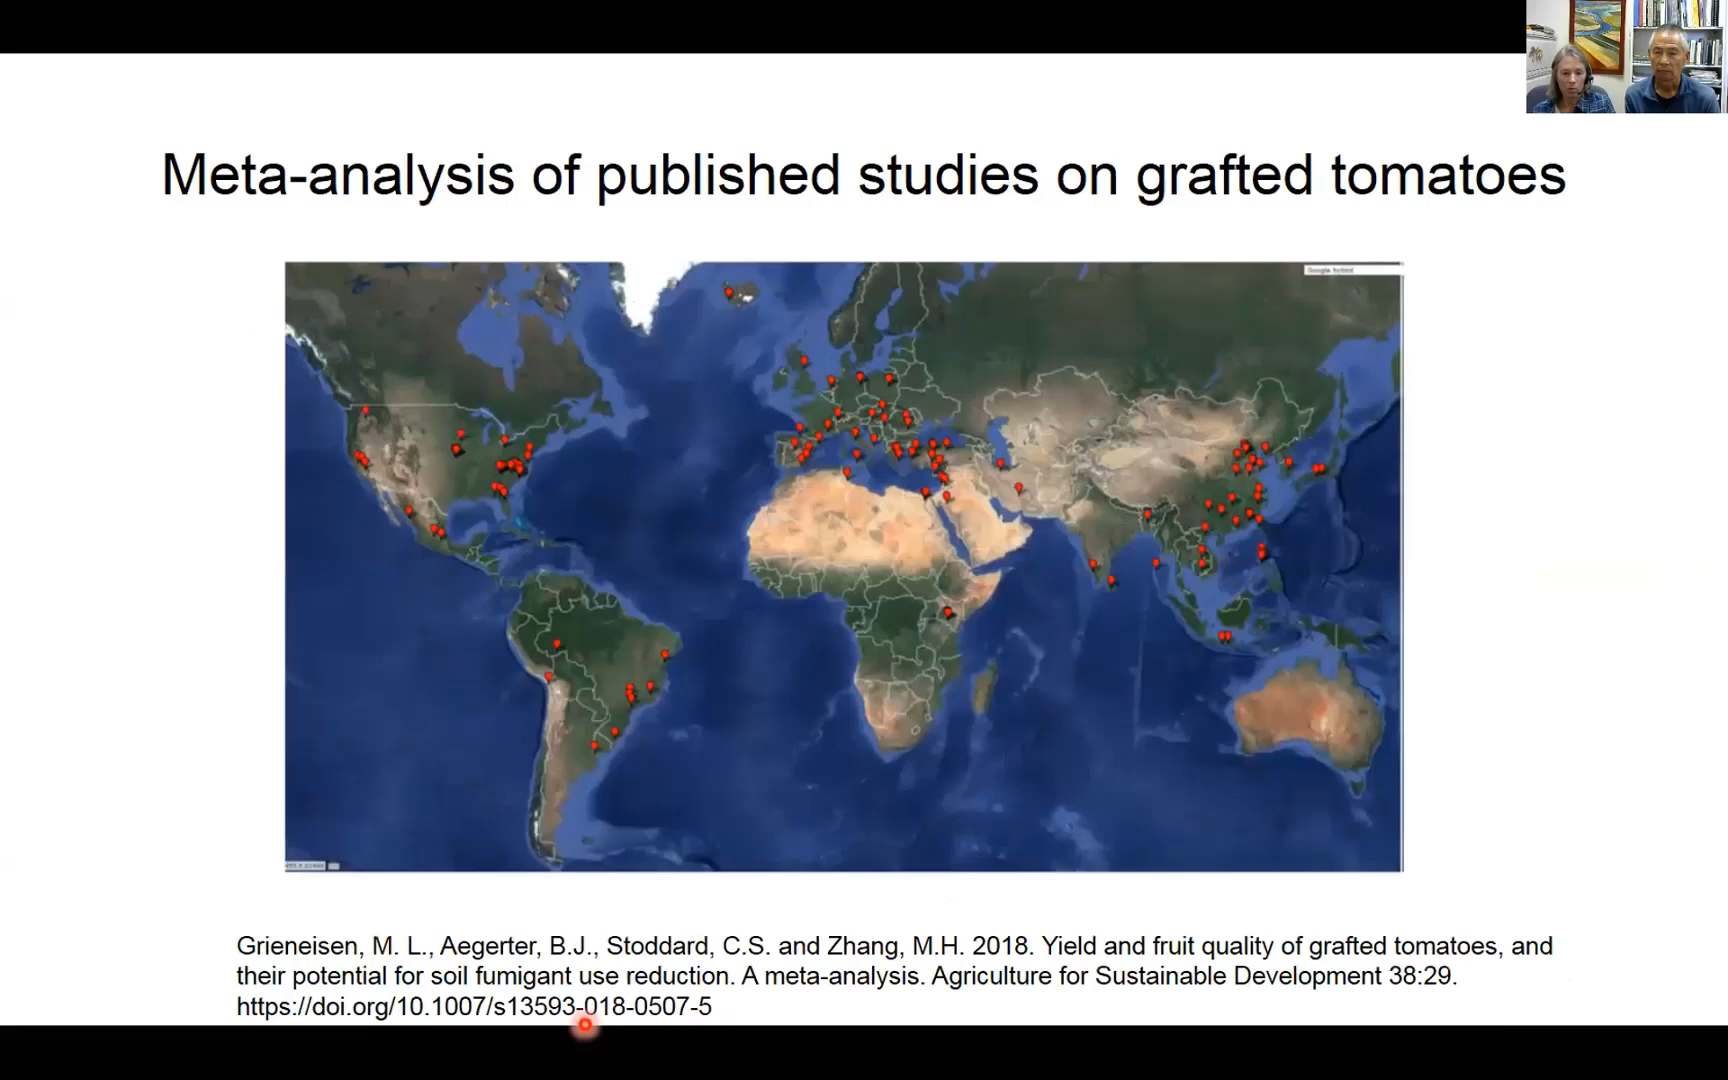 Meta-analysis of published studies on grafted tomatoes
Grieneisen, M. L., Aegerter, B.J., Stoddard, C.S. and Zhang, M.H. 2018. Yield and fruit quality of grafted tomatoes, and
their potential for soil fumigant use reduction. A meta-analysis. Agriculture for Sustainable Development 38:29.
https://doi.org/10.1007/s13593-018-0507-5